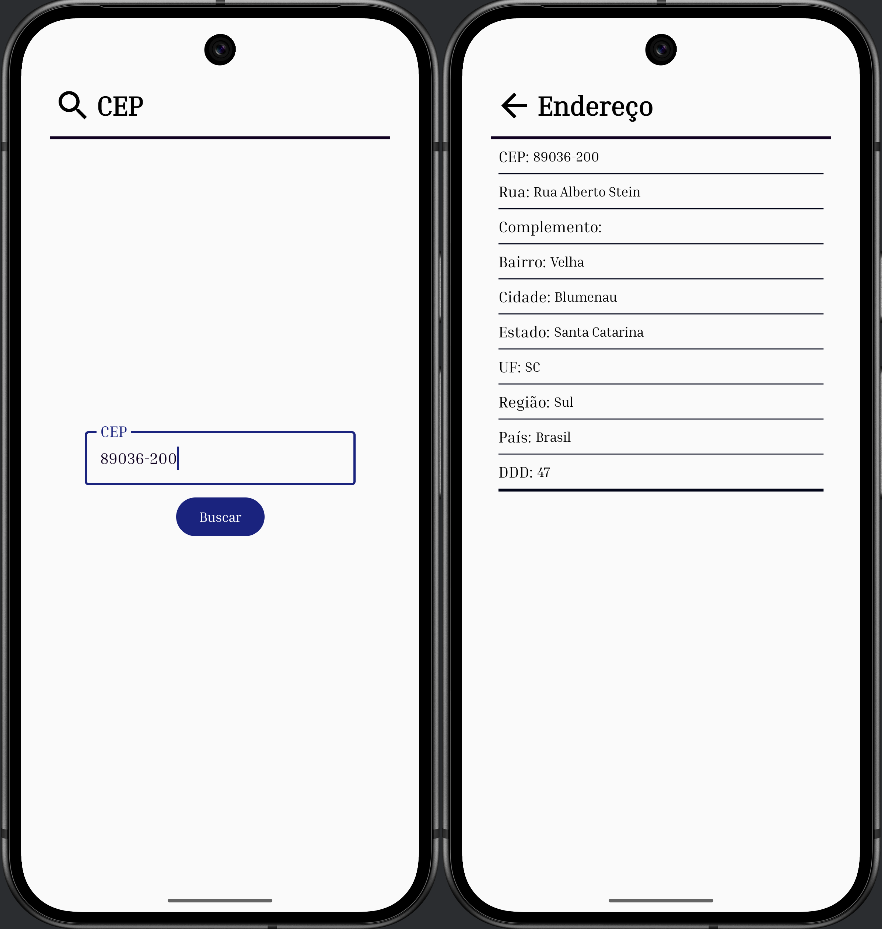 CEP
CEP
89036-200
Buscar
Endereço
CEP: 89036-200
Rua: Rua Alberto Stein
Complemento:
Bairro: Velha
Cidade: Blumenau
Estado: Santa Catarina
UF: SC
Região: Sul
País: Brasil
DDD: 47